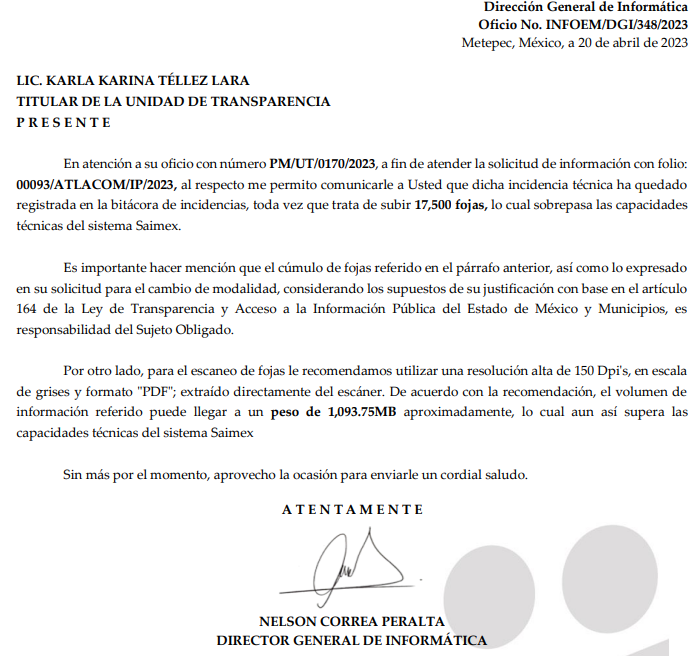 Dirección General de Informática
Oficio No. INFOEM/DGI/348/2023
Metepec, México, a 20 de abril de 2023
LIC. KARLA KARINA TÉLLEZ LARA
TITULAR DE LA UNIDAD DE TRANSPARENCIA
P R E S E N T E
En atención a su oficio con número PM/UT/0170/2023, a fin de atender la solicitud de información con folio:
00093/ATLACOM/IP/2023, al respecto me permito comunicarle a Usted que dicha incidencia técnica ha quedado
registrada en la bitácora de incidencias, toda vez que trata de subir 17,500 fojas, lo cual sobrepasa las capacidades
técnicas del sistema Saimex.
Es importante hacer mención que el cúmulo de fojas referido en el párrafo anterior, así como lo expresado
en su solicitud para el cambio de modalidad, considerando los supuestos de su justificación con base en el artículo
164 de la Ley de Transparencia y Acceso a la Información Pública del Estado de México y Municipios, es
responsabilidad del Sujeto Obligado.
Por otro lado, para el escaneo de fojas le recomendamos utilizar una resolución alta de 150 Dpi's, en escala
de grises y formato "PDF"; extraído directamente del escáner. De acuerdo con la recomendación, el volumen de
información referido puede llegar a un peso de 1,093.75MB aproximadamente, lo cual aun así supera las
capacidades técnicas del sistema Saimex
Sin más por el momento, aprovecho la ocasión para enviarle un cordial saludo.
A T E N T A M E N T E
NELSON CORREA PERALTA
DIRECTOR GENERAL DE INFORMÁTICA